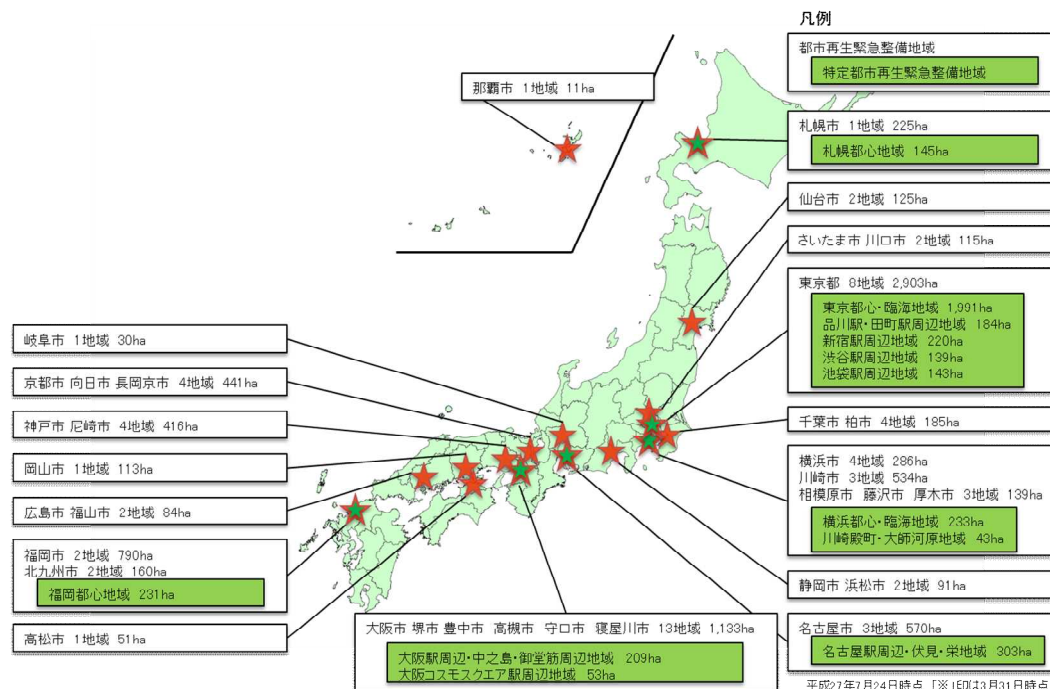 凡例
都市再生緊急整備地域
特定都市再生緊急整備地域
那覇市 1地域 11ha
札幌市 1地域 225ha
札幌都心地域 145ha
仙台市 2地域 125ha
さいたま市 川口市 2地域 115ha
東京都 8地域 2,903ha
東京都心・臨海地域 1,991ha
品川駅・田町駅周辺地域 184ha
新宿駅周辺地域 220ha
渋谷駅周辺地域 139ha
池袋駅周辺地域 143ha
千葉市 柏市 4地域 185ha
横浜市 4地域 286ha
川崎市 3地域 534ha
相模原市 藤沢市 厚木市 3地域 139ha
横浜都心・臨海地域 233ha
川崎殿町・大師河原地域 43ha
静岡市 浜松市 2地域 91ha
名古屋市 3地域 570ha
名古屋駅周辺・伏見・栄地域 303ha
岐阜市 1地域 30ha
京都市 向日市 長岡京市 4地域 441ha
神戸市 尼崎市 4地域 416ha
岡山市 1地域 113ha
広島市 福山市 2地域 84ha
福岡市 2地域 790ha
北九州市 2地域 160ha
福岡都心地域 231ha
高松市 1地域 51ha
大阪市 堺市 豊中市 高槻市 守口市 寝屋川市 13地域 1,133ha
大阪駅周辺・中之島・御堂筋周辺地域 209ha
大阪コスモスクエア駅周辺地域 53ha
平成27年7月24日時点 「※1印は3月31日時点